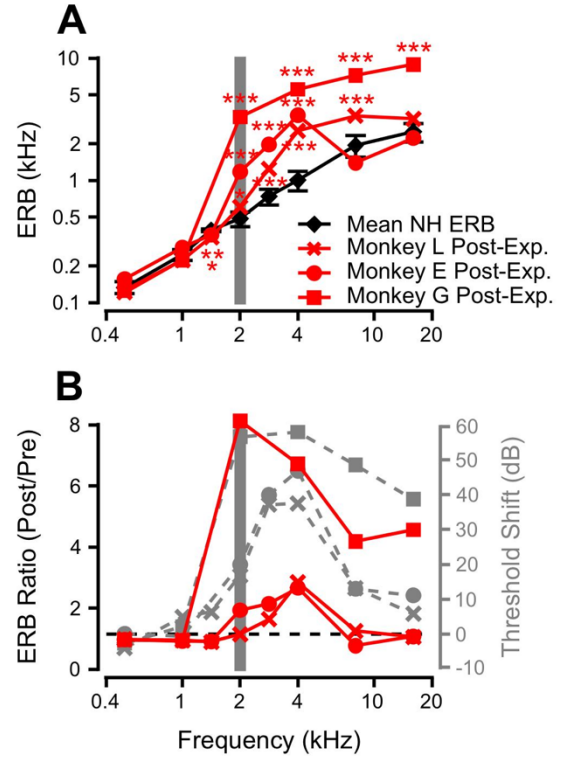 A
ERB (kHz)
10
5
2
1
0.5
0.2
0.1
***
***
***
***
***
***
***
***
***
***
*
**
*
Mean NH ERB
Monkey L Post-Exp.
Monkey E Post-Exp.
Monkey G Post-Exp.
0.4 1 2 4 10 20
B
ERB Ratio (Post/Pre)
8
6
4
2
0
60
50
40
30
20
10
0
-10
Threshold Shift (dB)
0.4 1 2 4 10 20
Frequency (kHz)